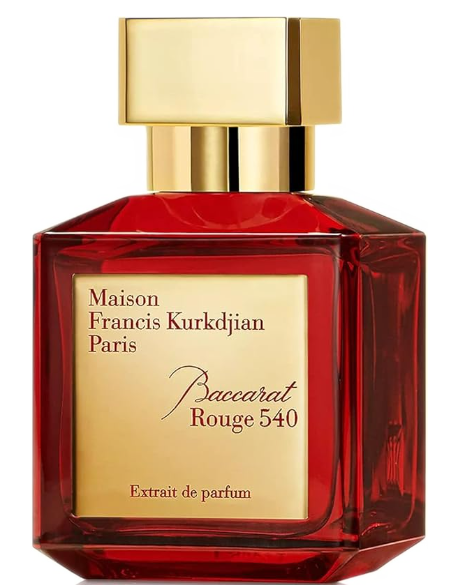 Maison
Francis Kurkdjian
Paris
Baccarat
Rouge 540
Extrait de parfum